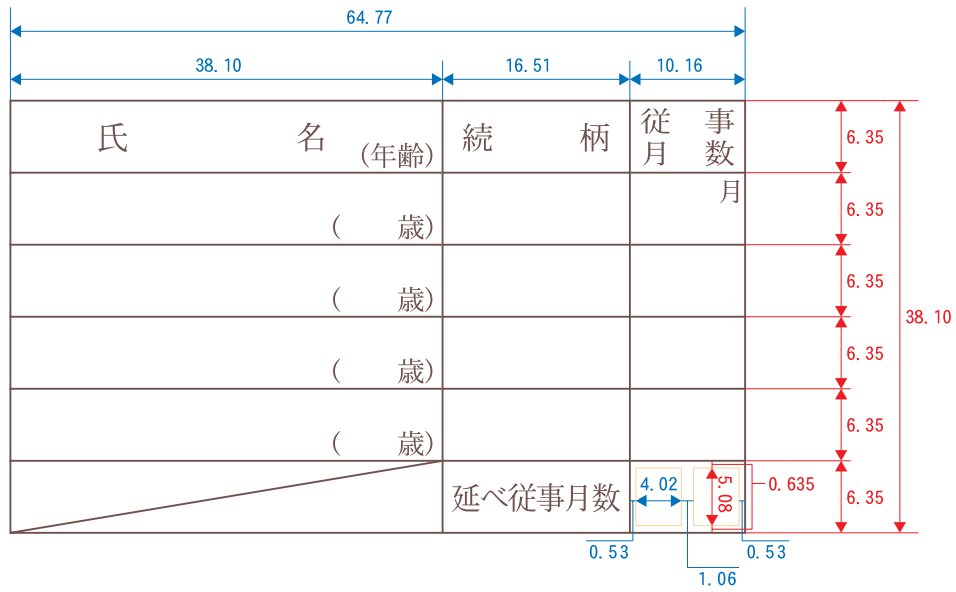 64.77
38.10 16.51 10.16
氏 名 (年齢) 続 柄 従事月数 6.35
月 6.35
( 歳)
( 歳) 6.35
38.10
( 歳) 6.35
( 歳) 6.35
延べ従事月数 4.02 5.08 0.635 6.35
0.53 0.53
1.06